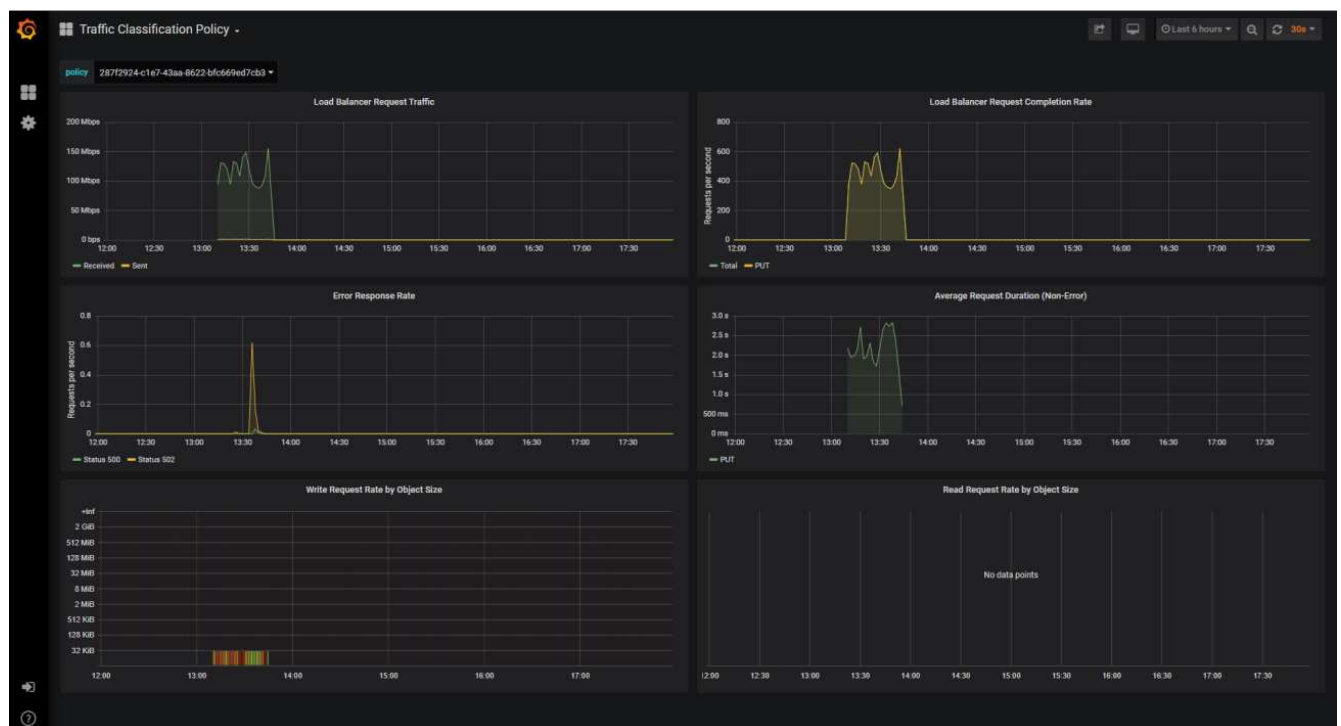 Traffic Classification Policy
Last 6 hours
30s
policy 287f2924-c1e7-43aa-8622-bfc669ed7cb3
Load Balancer Request Traffic
200 Mbps
150 Mbps
100 Mbps
50 Mbps
0 bps
12:00 12:30 13:00 13:30 14:00 14:30 15:00 15:30 16:00 16:30 17:00 17:30
Received Sent
Load Balancer Request Completion Rate
Requests per second
800
600
400
200
0
12:00 12:30 13:00 13:30 14:00 14:30 15:00 15:30 16:00 16:30 17:00 17:30
Total PUT
Error Response Rate
Requests per second
0.8
0.6
0.4
0.2
0
12:00 12:30 13:00 13:30 14:00 14:30 15:00 15:30 16:00 16:30 17:00 17:30
Status 500 Status 502
Average Request Duration (Non-Error)
3.0 s
2.5 s
2.0 s
1.5 s
1.0 s
500 ms
0 ms
12:00 12:30 13:00 13:30 14:00 14:30 15:00 15:30 16:00 16:30 17:00 17:30
PUT
Write Request Rate by Object Size
+Inf
2 GiB
512 MiB
128 MiB
32 MiB
8 MiB
2 MiB
512 KiB
128 KiB
32 KiB
12:00 13:00 14:00 15:00 16:00 17:00
Read Request Rate by Object Size
No data points
12:00 12:30 13:00 13:30 14:00 14:30 15:00 15:30 16:00 16:30 17:00 17:30